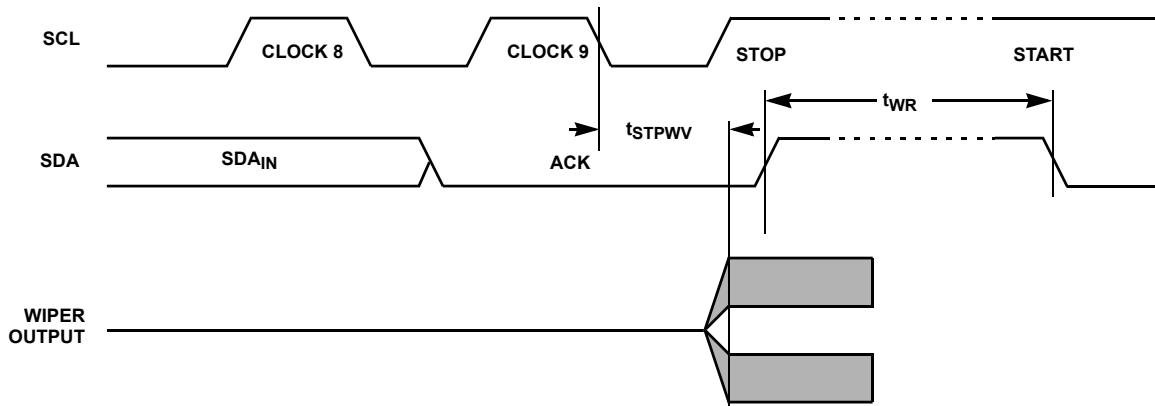 SCL
CLOCK 8
CLOCK 9
STOP
START
tWR
tSTPWV
SDA
SDAIN
ACK
WIPER
OUTPUT